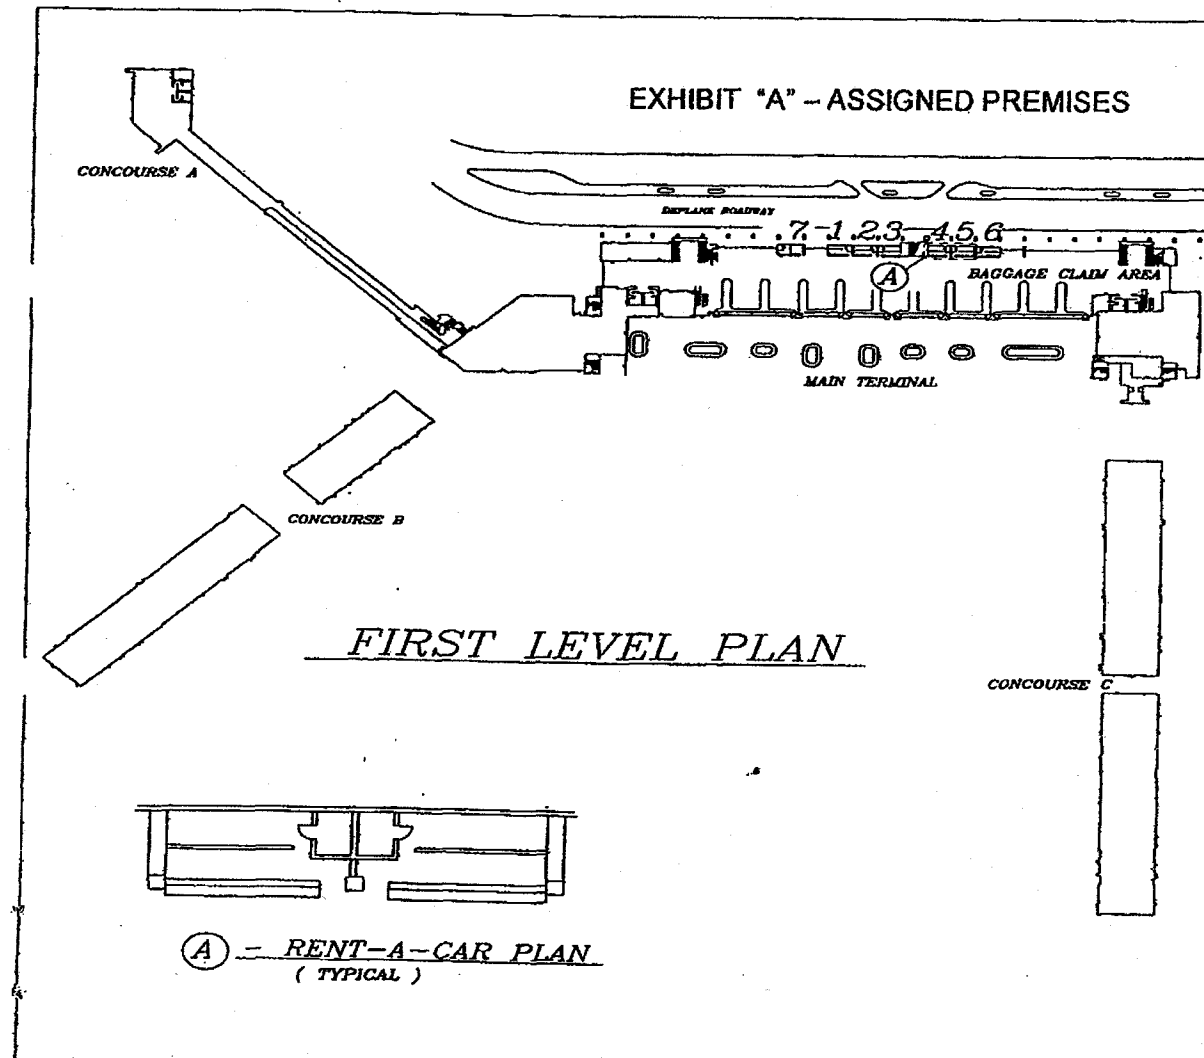 EXHIBIT "A" – ASSIGNED PREMISES
CONCOURSE A
DEPLANE ROADWAY
7-1 2 3 4 5 6
A
BAGGAGE CLAIM AREA
MAIN TERMINAL
CONCOURSE B
FIRST LEVEL PLAN
CONCOURSE C
A - RENT-A-CAR PLAN
( TYPICAL )